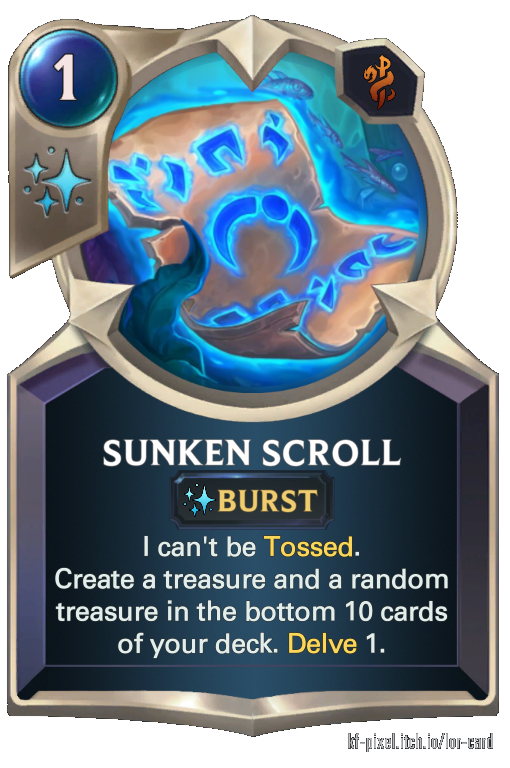 1
SUNKEN SCROLL
BURST
I can't be Tossed.
Create a treasure and a random
treasure in the bottom 10 cards
of your deck. Delve 1.
kf-pixel.itch.io/lor-card